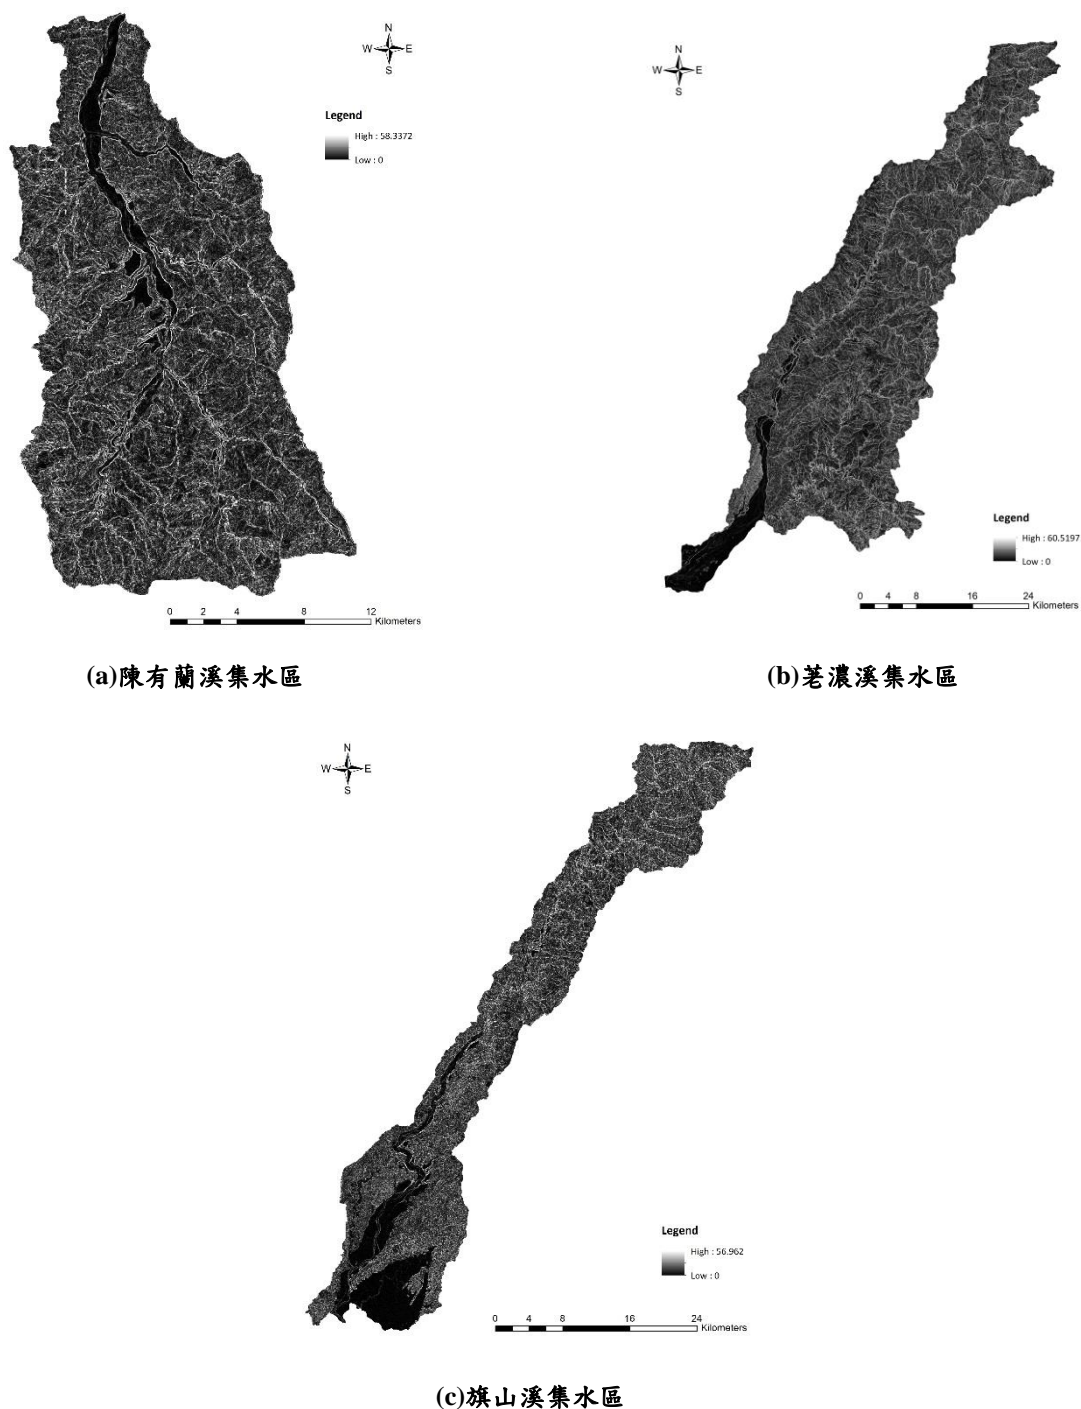 N
W E
S
Legend
High : 58.3372
Low : 0
0 2 4 8 12
Kilometers
(a)陳有蘭溪集水區
N
W E
S
Legend
High : 60.5197
Low : 0
0 4 8 16 24
Kilometers
(b)荖濃溪集水區
N
W E
S
Legend
High : 56.962
Low : 0
0 4 8 16 24
Kilometers
(c)旗山溪集水區